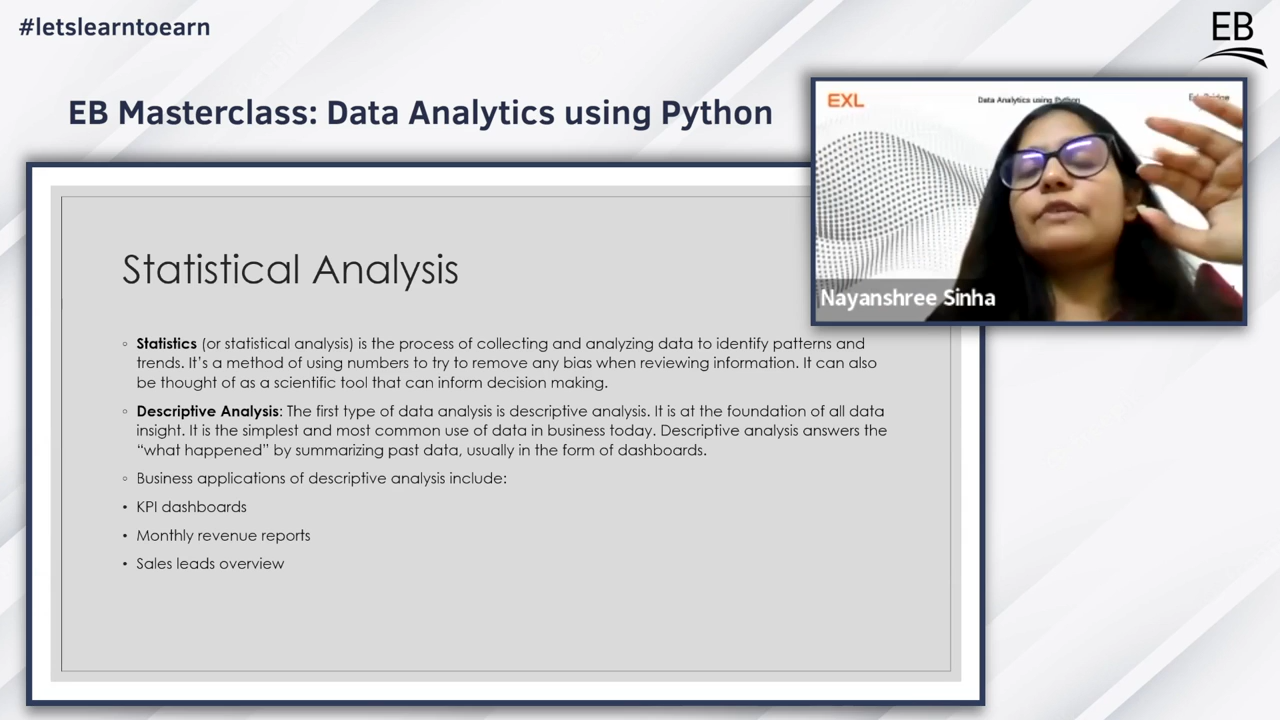 #letslearntoearn
EB
EB Masterclass: Data Analytics using Python
EXL
Data Analytics using Python
Nayanshree Sinha
Statistical Analysis
◦ Statistics (or statistical analysis) is the process of collecting and analyzing data to identify patterns and
trends. It’s a method of using numbers to try to remove any bias when reviewing information. It can also
be thought of as a scientific tool that can inform decision making.
◦ Descriptive Analysis: The first type of data analysis is descriptive analysis. It is at the foundation of all data
insight. It is the simplest and most common use of data in business today. Descriptive analysis answers the
“what happened” by summarizing past data, usually in the form of dashboards.
◦ Business applications of descriptive analysis include:
• KPI dashboards
• Monthly revenue reports
• Sales leads overview